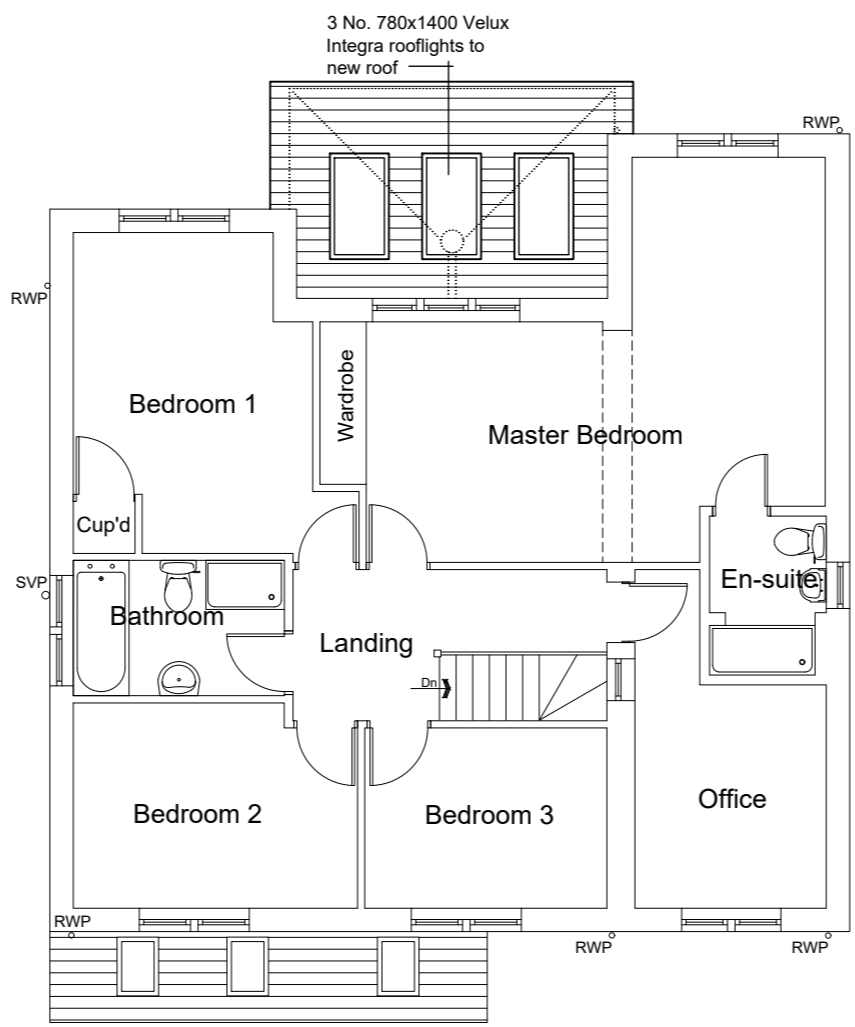 3 No. 780x1400 Velux
Integra rooflights to
new roof
RWP
RWP
Bedroom 1
Wardrobe
Master Bedroom
Cup'd
SVP
Bathroom
En-suite
Landing
Dn
Bedroom 2
Bedroom 3
Office
RWP
RWP
RWP